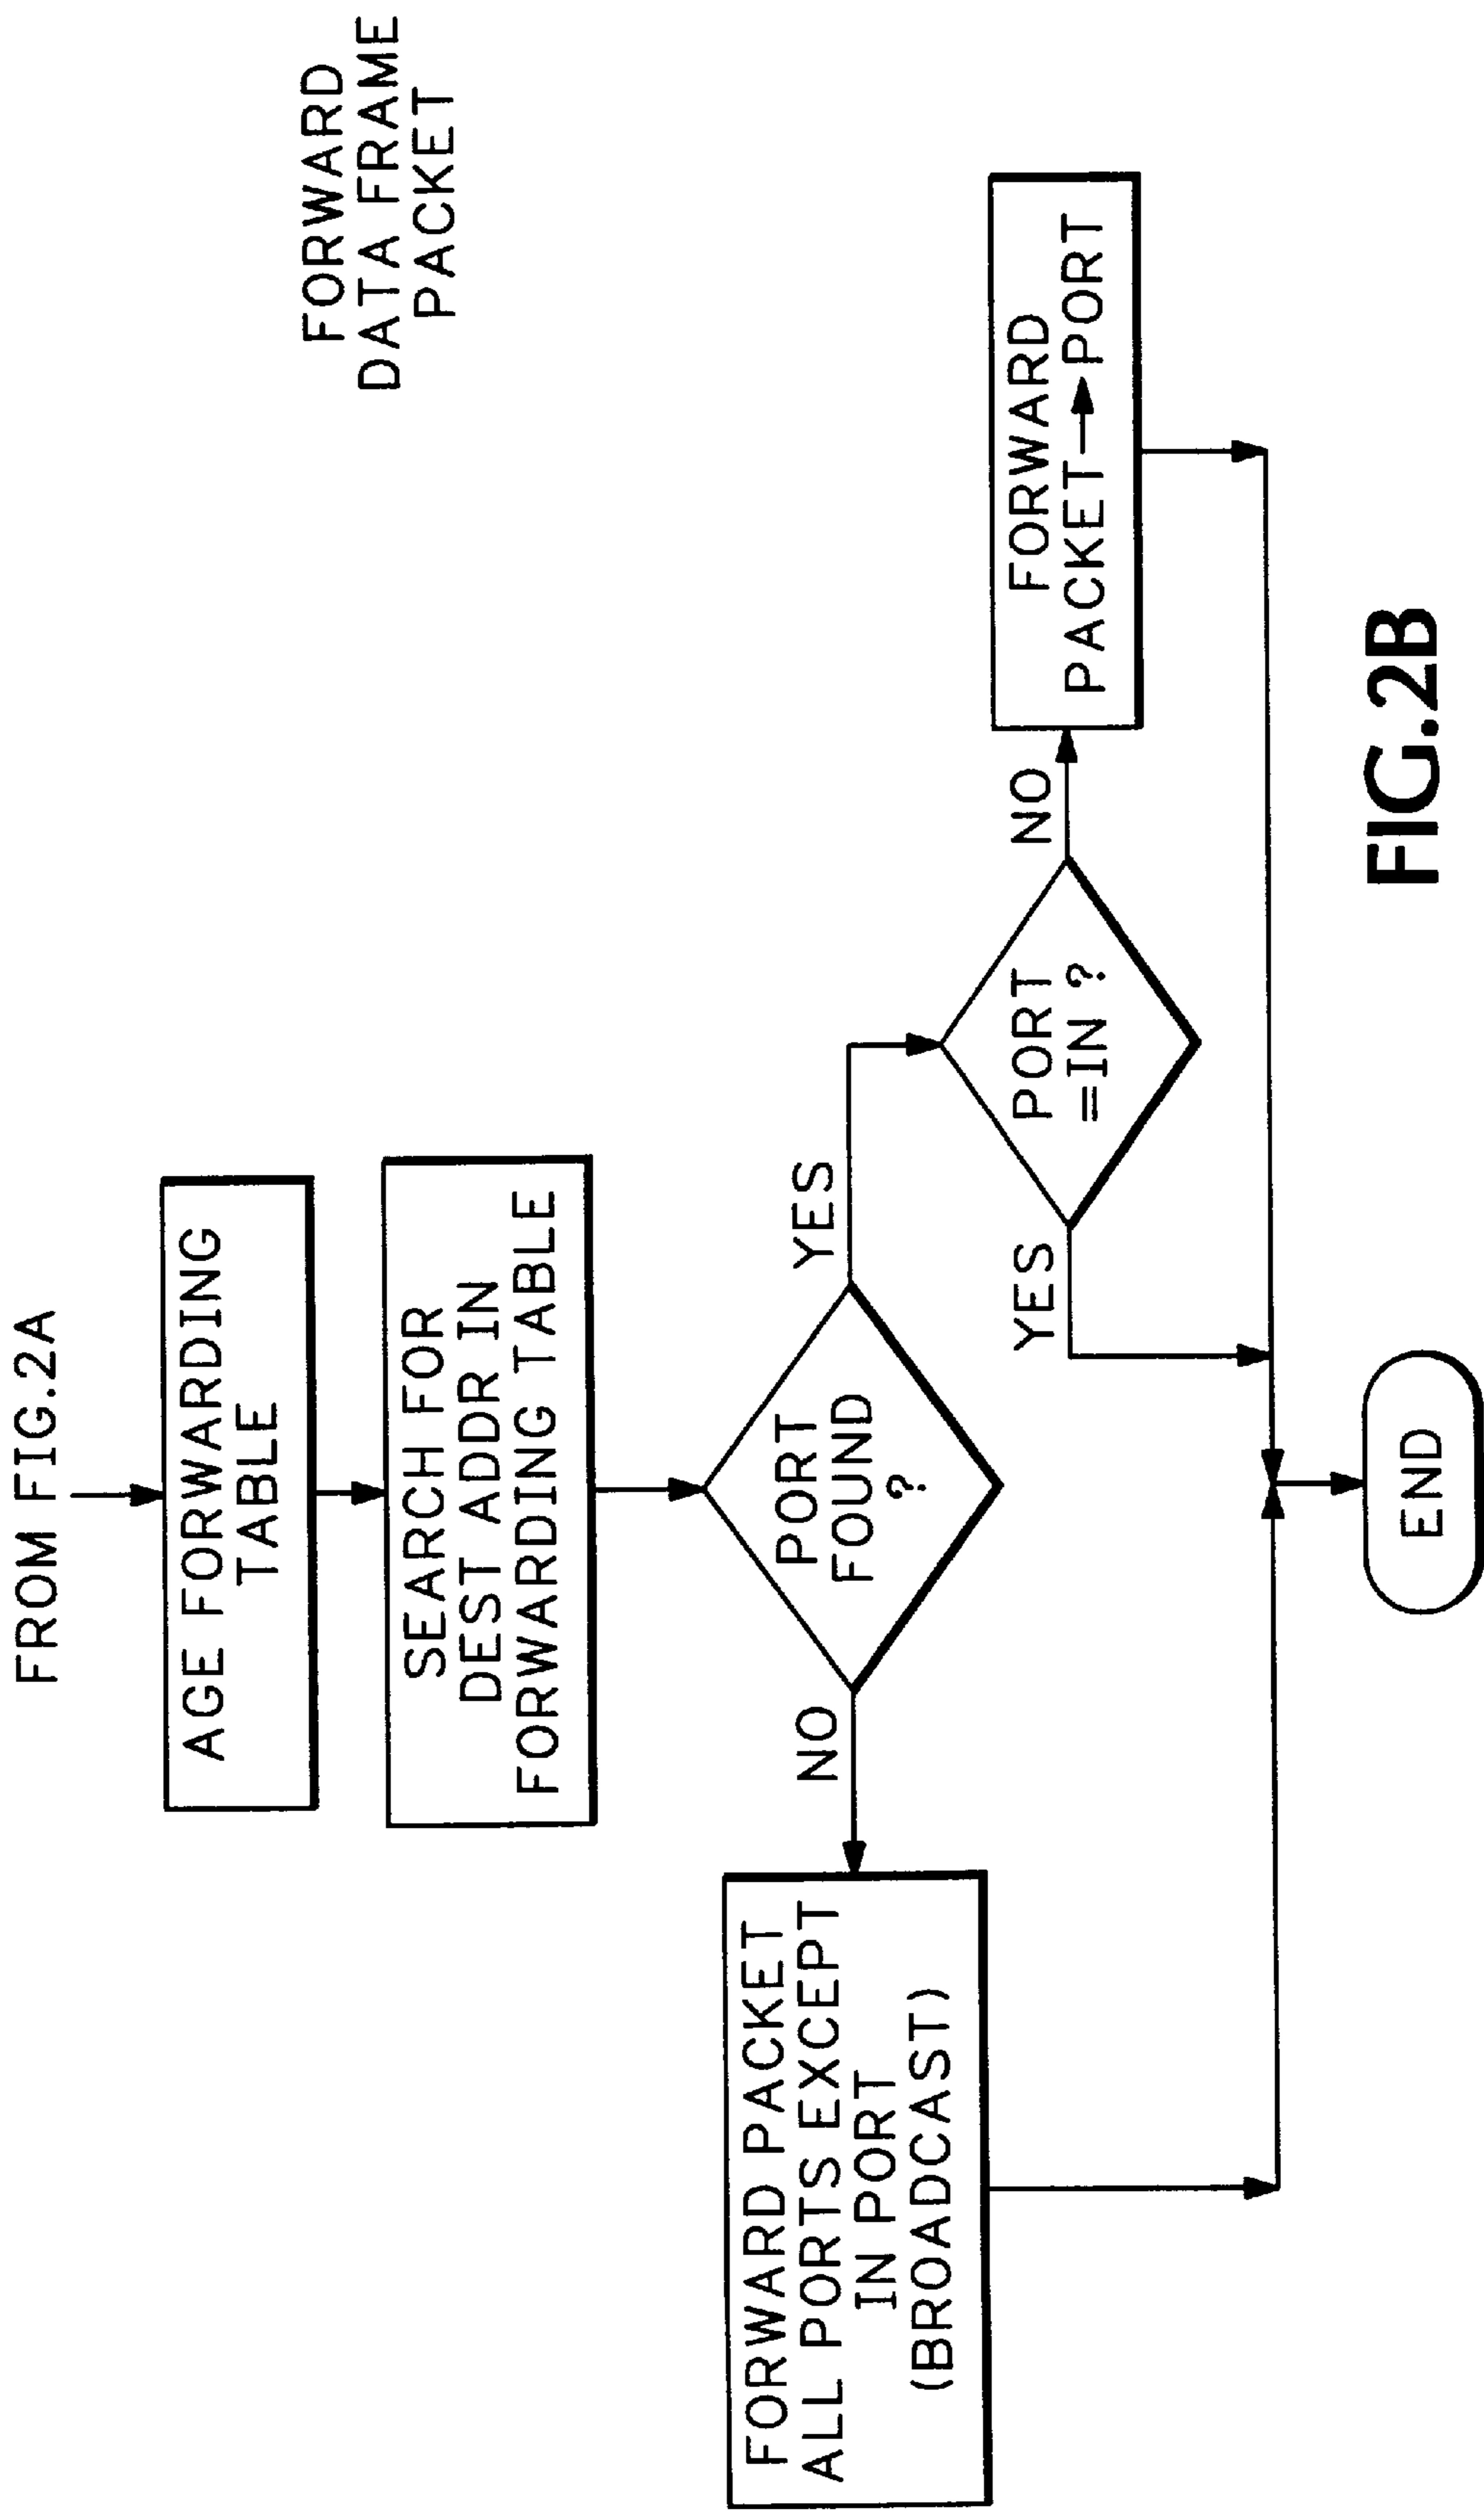 FROM FIG.2A
AGE FORWARDING
TABLE
FORWARD
DATA FRAME
PACKET
SEARCH FOR
DEST ADDR IN
FORWARDING TABLE
PORT
FOUND
?
NO
YES
FORWARD PACKET
ALL PORTS EXCEPT
IN PORT
(BROADCAST)
PORT
=IN ?
YES
NO
FORWARD
PACKET→PORT
END
FIG.2B